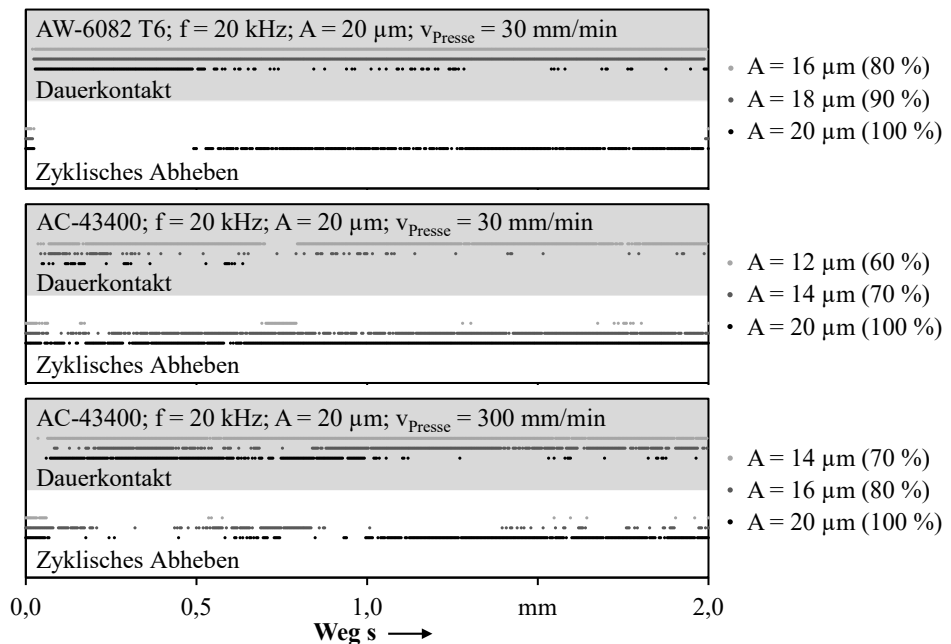 AW-6082 T6; f = 20 kHz; A = 20 µm; vPresse = 30 mm/min
Dauerkontakt
Zyklisches Abheben
A = 16 µm (80 %)
A = 18 µm (90 %)
A = 20 µm (100 %)
AC-43400; f = 20 kHz; A = 20 µm; vPresse = 30 mm/min
Dauerkontakt
Zyklisches Abheben
A = 12 µm (60 %)
A = 14 µm (70 %)
A = 20 µm (100 %)
AC-43400; f = 20 kHz; A = 20 µm; vPresse = 300 mm/min
Dauerkontakt
Zyklisches Abheben
A = 14 µm (70 %)
A = 16 µm (80 %)
A = 20 µm (100 %)
0,0 0,5 1,0 mm 2,0
Weg s